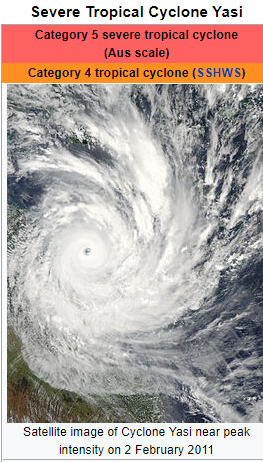 Severe Tropical Cyclone Yasi
Category 5 severe tropical cyclone
(Aus scale)
Category 4 tropical cyclone (SSHWS)
Satellite image of Cyclone Yasi near peak
intensity on 2 February 2011